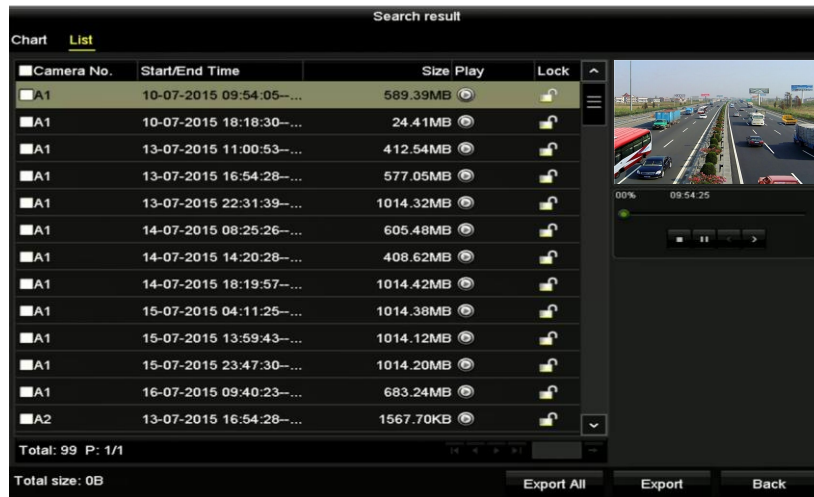 Search result
Chart List
Camera No. Start/End Time Size Play Lock
A1 10-07-2015 09:54:05--... 589.39MB
A1 10-07-2015 18:18:30--... 24.41MB
A1 13-07-2015 11:00:53--... 412.54MB
A1 13-07-2015 16:54:28--... 577.05MB
A1 13-07-2015 22:31:39--... 1014.32MB
A1 14-07-2015 08:25:26--... 605.48MB
A1 14-07-2015 14:20:28--... 408.62MB
A1 14-07-2015 18:19:57--... 1014.42MB
A1 15-07-2015 04:11:25--... 1014.38MB
A1 15-07-2015 13:59:43--... 1014.12MB
A1 15-07-2015 23:47:30--... 1014.20MB
A1 16-07-2015 09:40:23--... 683.24MB
A2 13-07-2015 16:54:28--... 1567.70KB
00% 09:54:25
Total: 99 P: 1/1
Total size: 0B
Export All Export Back